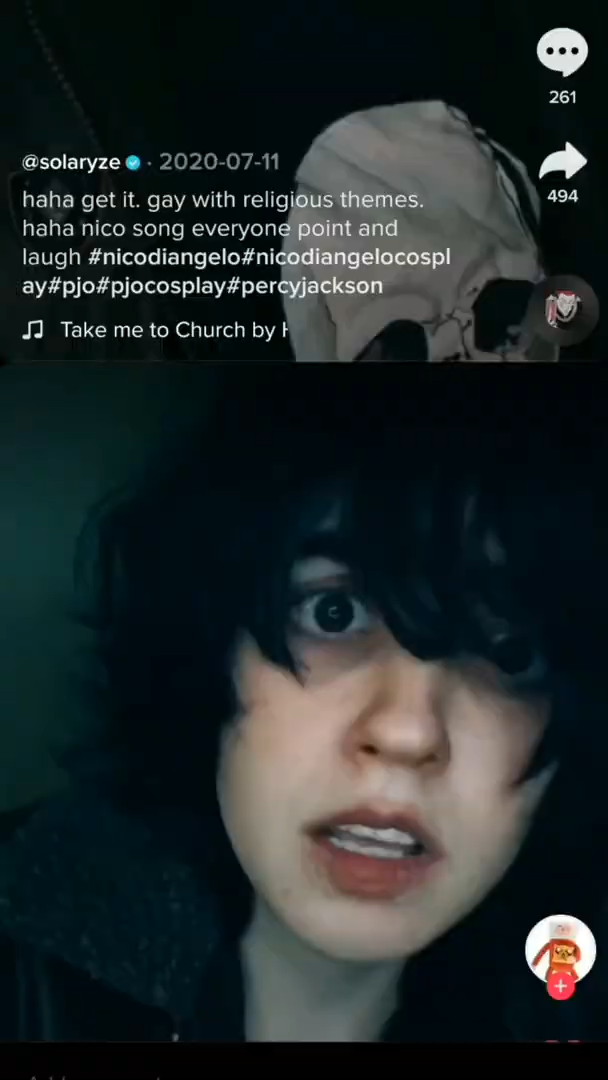 261
@solaryze · 2020-07-11
494
haha get it. gay with religious themes.
haha nico song everyone point and
laugh #nicodiangelo#nicodiangelocospl
ay#pjo#pjocosplay#percyjackson
Take me to Church by